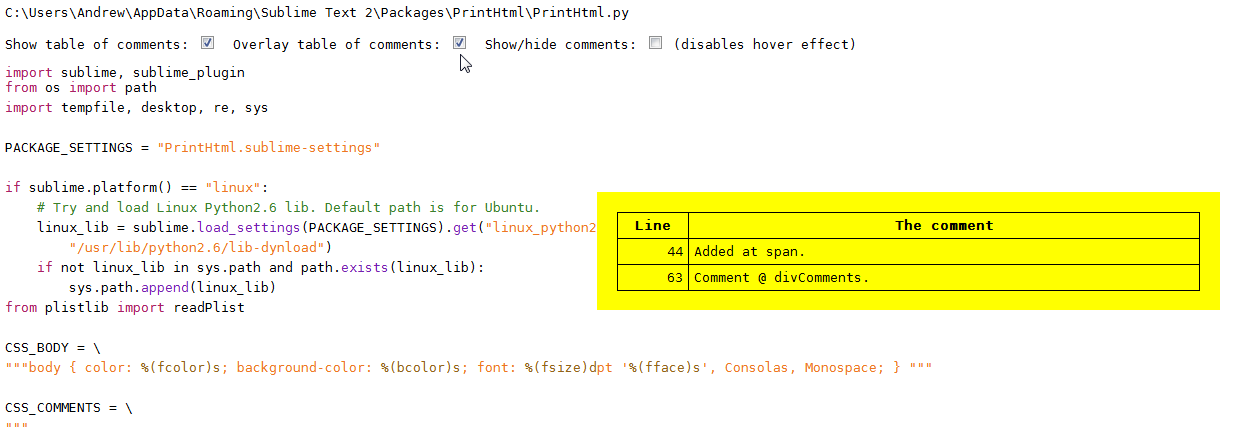 C:\Users\Andrew\AppData\Roaming\Sublime Text 2\Packages\PrintHtml\PrintHtml.py
Show table of comments: Overlay table of comments: Show/hide comments: (disables hover effect)
import sublime, sublime_plugin
from os import path
import tempfile, desktop, re, sys
PACKAGE_SETTINGS = "PrintHtml.sublime-settings"
if sublime.platform() == "linux":
# Try and load Linux Python2.6 lib. Default path is for Ubuntu.
linux_lib = sublime.load_settings(PACKAGE_SETTINGS).get("linux_python2
"/usr/lib/python2.6/lib-dynload")
if not linux_lib in sys.path and path.exists(linux_lib):
sys.path.append(linux_lib)
from plistlib import readPlist
Line The comment
44 Added at span.
63 Comment @ divComments.
CSS_BODY = \
"""body { color: %(fcolor)s; background-color: %(bcolor)s; font: %(fsize)dpt '%(fface)s', Consolas, Monospace; } """
CSS_COMMENTS = \
"""